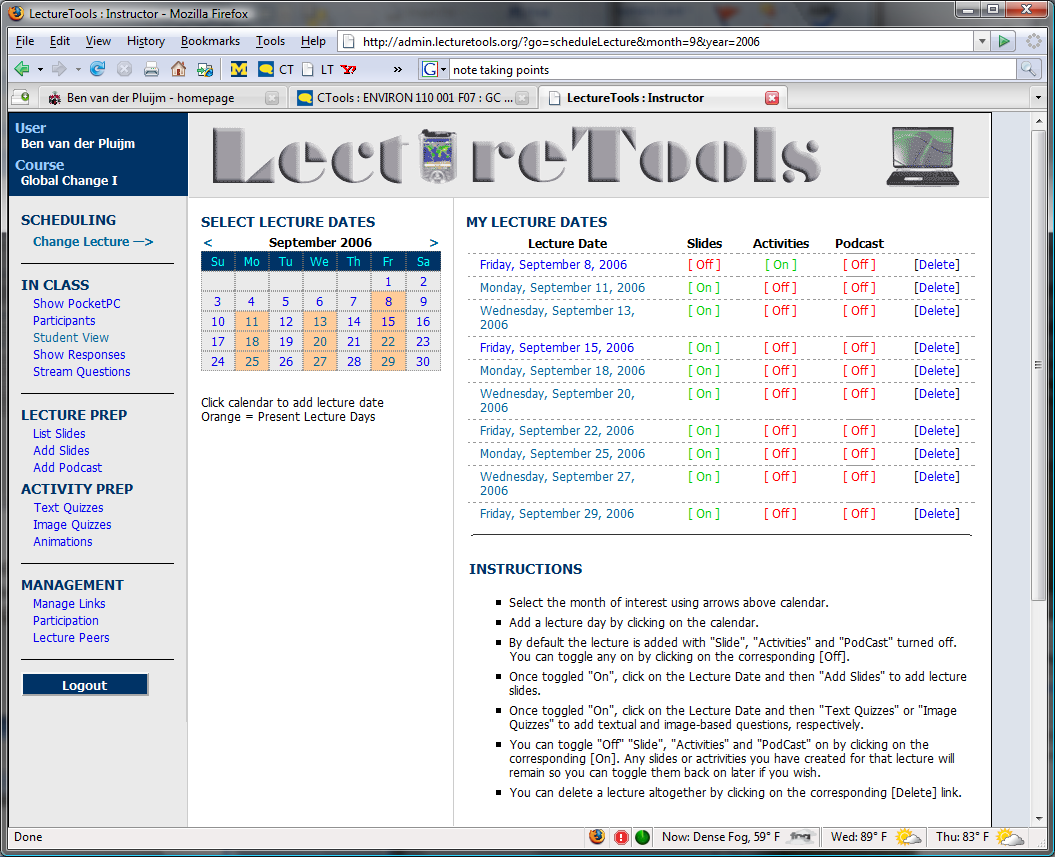 LectureTools : Instructor - Mozilla Firefox
File Edit View History Bookmarks Tools Help http://admin.lecturetools.org/?go=scheduleLecture&month=9&year=2006
M CT LT Y! » G note taking points
Ben van der Pluijm - homepage CTools : ENVIRON 110 001 F07 : GC ... LectureTools : Instructor
User
Ben van der Pluijm
Course
Global Change I
LectureTools
SCHEDULING
Change Lecture —>
IN CLASS
Show PocketPC
Participants
Student View
Show Responses
Stream Questions
LECTURE PREP
List Slides
Add Slides
Add Podcast
ACTIVITY PREP
Text Quizzes
Image Quizzes
Animations
MANAGEMENT
Manage Links
Participation
Lecture Peers
Logout
SELECT LECTURE DATES
< September 2006 >
Su Mo Tu We Th Fr Sa
1 2
3 4 5 6 7 8 9
10 11 12 13 14 15 16
17 18 19 20 21 22 23
24 25 26 27 28 29 30
Click calendar to add lecture date
Orange = Present Lecture Days
MY LECTURE DATES
Lecture Date Slides Activities Podcast
Friday, September 8, 2006 [ Off ] [ On ] [ Off ] [Delete]
Monday, September 11, 2006 [ On ] [ Off ] [ Off ] [Delete]
Wednesday, September 13, [ On ] [ Off ] [ Off ] [Delete]
2006
Friday, September 15, 2006 [ On ] [ Off ] [ Off ] [Delete]
Monday, September 18, 2006 [ On ] [ Off ] [ Off ] [Delete]
Wednesday, September 20, [ On ] [ Off ] [ Off ] [Delete]
2006
Friday, September 22, 2006 [ On ] [ Off ] [ Off ] [Delete]
Monday, September 25, 2006 [ On ] [ Off ] [ Off ] [Delete]
Wednesday, September 27, [ On ] [ Off ] [ Off ] [Delete]
2006
Friday, September 29, 2006 [ On ] [ Off ] [ Off ] [Delete]
INSTRUCTIONS
Select the month of interest using arrows above calendar.
Add a lecture day by clicking on the calendar.
By default the lecture is added with "Slide", "Activities" and "PodCast" turned off.
You can toggle any on by clicking on the corresponding [Off].
Once toggled "On", click on the Lecture Date and then "Add Slides" to add lecture
slides.
Once toggled "On", click on the Lecture Date and then "Text Quizzes" or "Image
Quizzes" to add textual and image-based questions, respectively.
You can toggle "Off" "Slide", "Activities" and "PodCast" on by clicking on the
corresponding [On]. Any slides or activities you have created for that lecture will
remain so you can toggle them back on later if you wish.
You can delete a lecture altogether by clicking on the corresponding [Delete] link.
Done Now: Dense Fog, 59° F fog Wed: 89° F Thu: 83° F